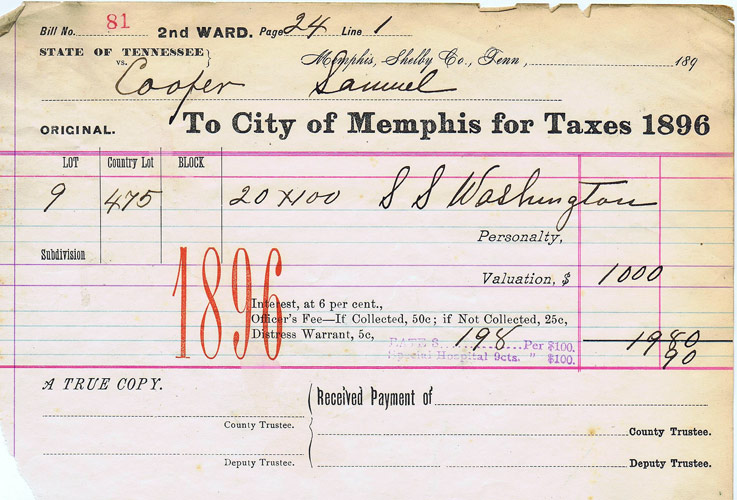 Bill No. 81 2nd WARD. Page 24 Line 1
STATE OF TENNESSEE
vs.
Memphis, Shelby Co., Tenn, 189
Cooper Samuel
ORIGINAL. To City of Memphis for Taxes 1896
LOT Country Lot BLOCK
9 475 20 x 100 S S Washington
Personalty,
Subdivision
Valuation, $ 1000
1896
Interest, at 6 per cent.,
Officer's Fee—If Collected, 50c; if Not Collected, 25c,
Distress Warrant, 5c,
RATE $ 198 Per $100. 19 80
Special Hospital 9cts. " $100. 90
A TRUE COPY.
Received Payment of
County Trustee.
County Trustee.
Deputy Trustee.
Deputy Trustee.